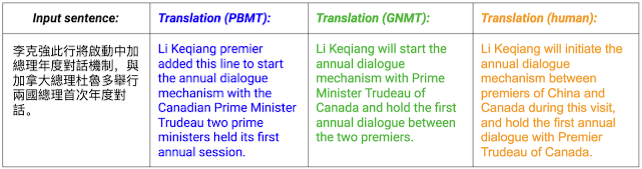 Input sentence:
Translation (PBMT):
Translation (GNMT):
Translation (human):
李克強此行將啟動中加
總理年度對話機制，與
加拿大總理杜魯多舉行
兩國總理首次年度對
話。
Li Keqiang premier
added this line to start
the annual dialogue
mechanism with the
Canadian Prime Minister
Trudeau two prime
ministers held its first
annual session.
Li Keqiang will start the
annual dialogue
mechanism with Prime
Minister Trudeau of
Canada and hold the first
annual dialogue between
the two premiers.
Li Keqiang will initiate the
annual dialogue
mechanism between
premiers of China and
Canada during this visit,
and hold the first annual
dialogue with Premier
Trudeau of Canada.